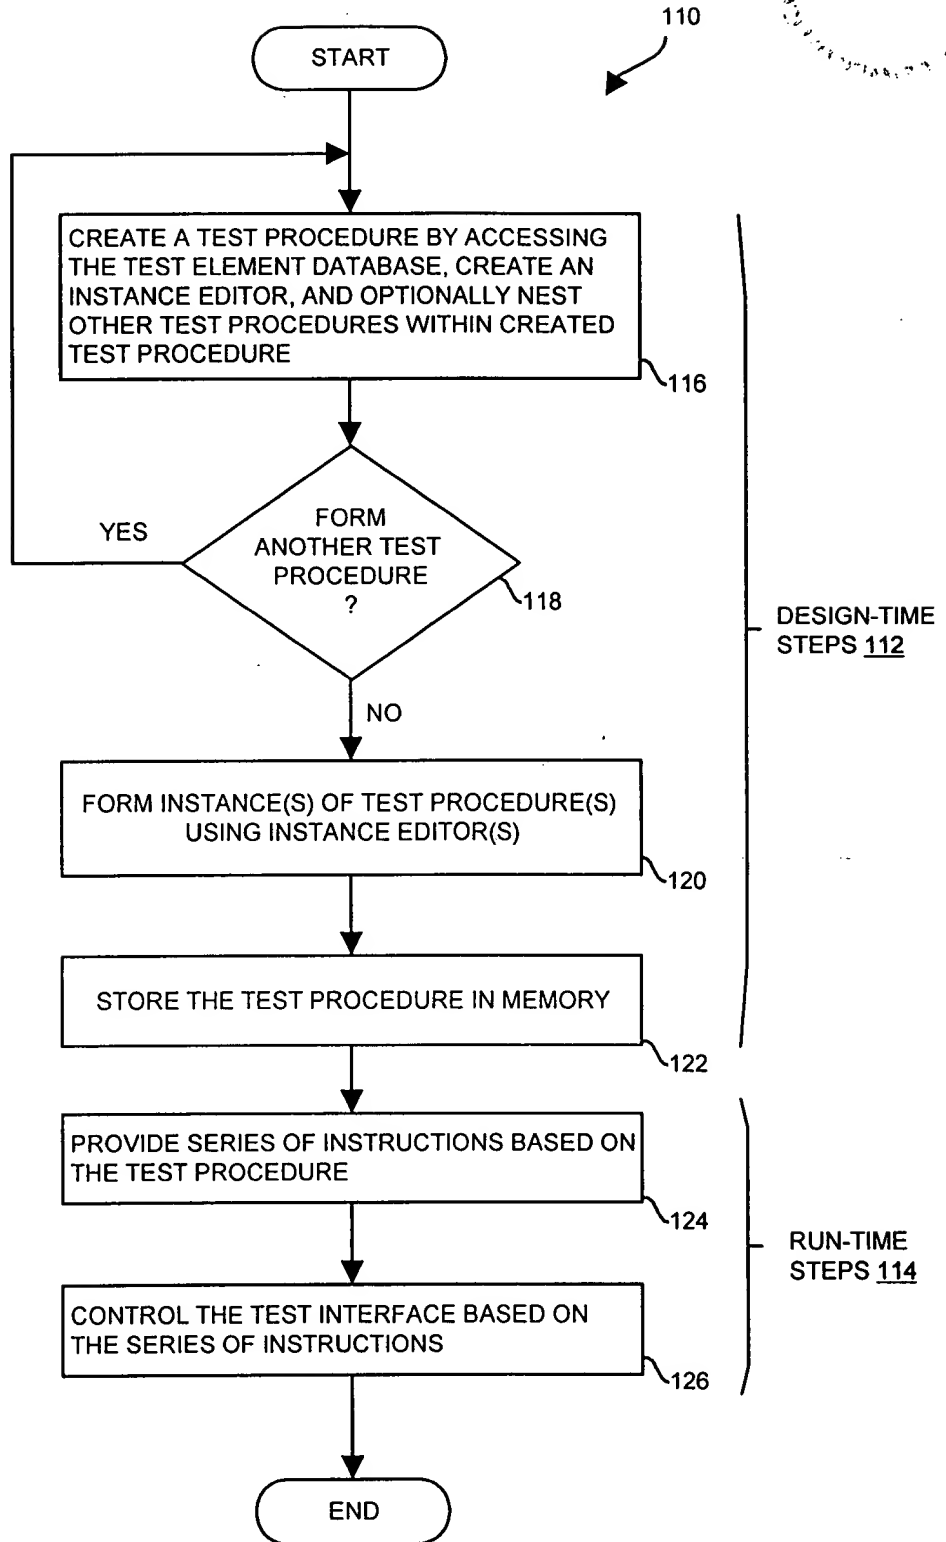 110
START
CREATE A TEST PROCEDURE BY ACCESSING
THE TEST ELEMENT DATABASE, CREATE AN
INSTANCE EDITOR, AND OPTIONALLY NEST
OTHER TEST PROCEDURES WITHIN CREATED
TEST PROCEDURE
116
YES
FORM
ANOTHER TEST
PROCEDURE
?
118
DESIGN-TIME
STEPS 112
NO
FORM INSTANCE(S) OF TEST PROCEDURE(S)
USING INSTANCE EDITOR(S)
120
STORE THE TEST PROCEDURE IN MEMORY
122
PROVIDE SERIES OF INSTRUCTIONS BASED ON
THE TEST PROCEDURE
124
RUN-TIME
STEPS 114
CONTROL THE TEST INTERFACE BASED ON
THE SERIES OF INSTRUCTIONS
126
END